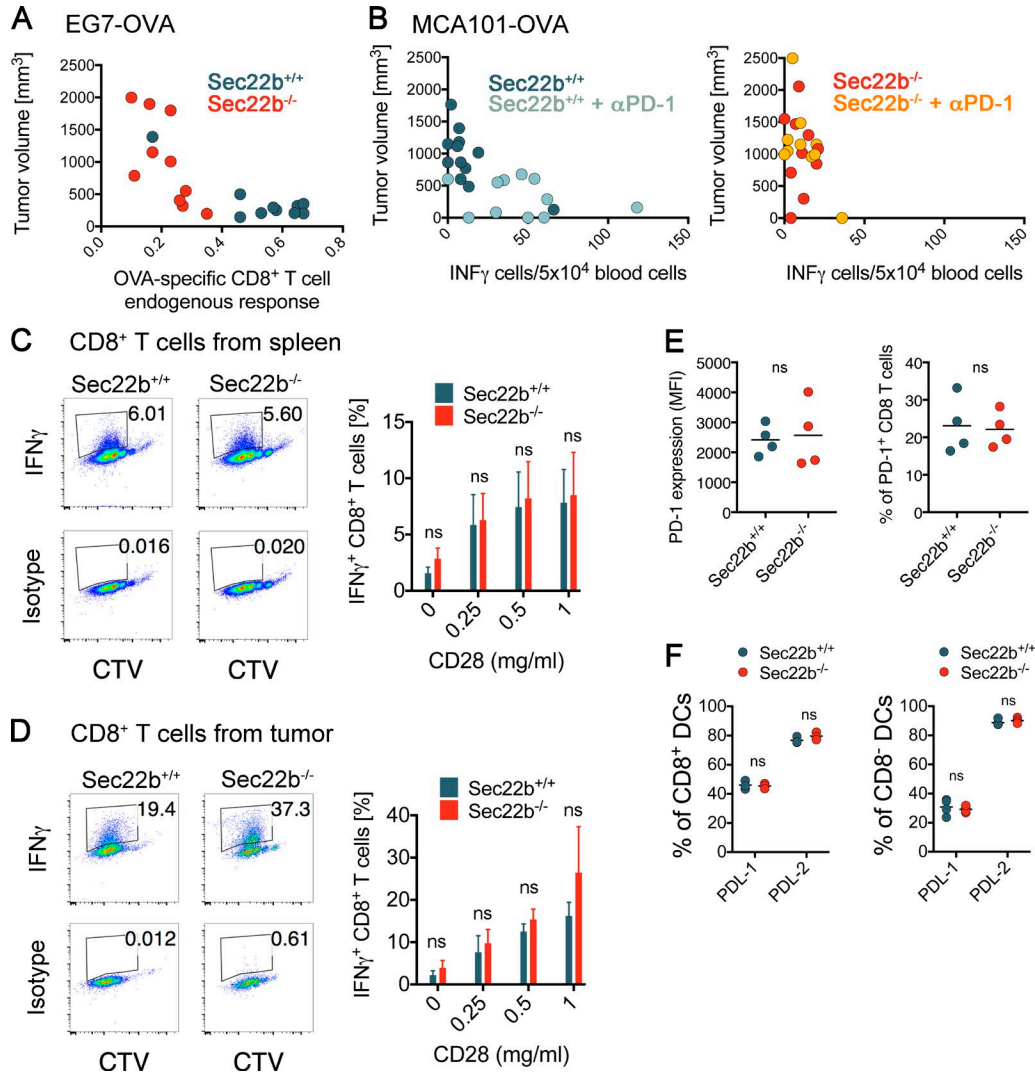 A EG7-OVA
Tumor volume [mm³]
2500
2000
1500
1000
500
0
Sec22b+/+
Sec22b-/-
0.0
0.2
0.4
0.6
0.8
OVA-specific CD8⁺ T cell
endogenous response
B MCA101-OVA
Tumor volume [mm³]
2500
2000
1500
1000
500
0
Sec22b+/+
Sec22b+/+ + αPD-1
0
50
100
150
INFγ cells/5x10⁴ blood cells
Tumor volume [mm³]
2500
2000
1500
1000
500
0
Sec22b-/-
Sec22b-/- + αPD-1
0
50
100
150
INFγ cells/5x10⁴ blood cells
C CD8⁺ T cells from spleen
Sec22b+/+ Sec22b-/-
IFNγ
6.01 5.60
Isotype
0.016 0.020
CTV CTV
Sec22b+/+
Sec22b-/-
IFNγ⁺ CD8⁺ T cells [%]
15
10
5
0
ns ns ns ns
0 0.25 0.5 1
CD28 (mg/ml)
D CD8⁺ T cells from tumor
Sec22b+/+ Sec22b-/-
IFNγ
19.4 37.3
Isotype
0.012 0.61
CTV CTV
Sec22b+/+
Sec22b-/-
IFNγ⁺ CD8⁺ T cells [%]
40
30
20
10
0
ns ns ns ns
0 0.25 0.5 1
CD28 (mg/ml)
E
PD-1 expression (MFI)
5000
4000
3000
2000
1000
0
ns
Sec22b+/+ Sec22b-/-
% of PD-1⁺ CD8 T cells
40
30
20
10
0
ns
Sec22b+/+ Sec22b-/-
F
Sec22b+/+
Sec22b-/-
% of CD8⁺ DCs
100
80
60
40
20
0
ns ns
PDL-1 PDL-2
Sec22b+/+
Sec22b-/-
% of CD8⁻ DCs
100
80
60
40
20
0
ns ns
PDL-1 PDL-2